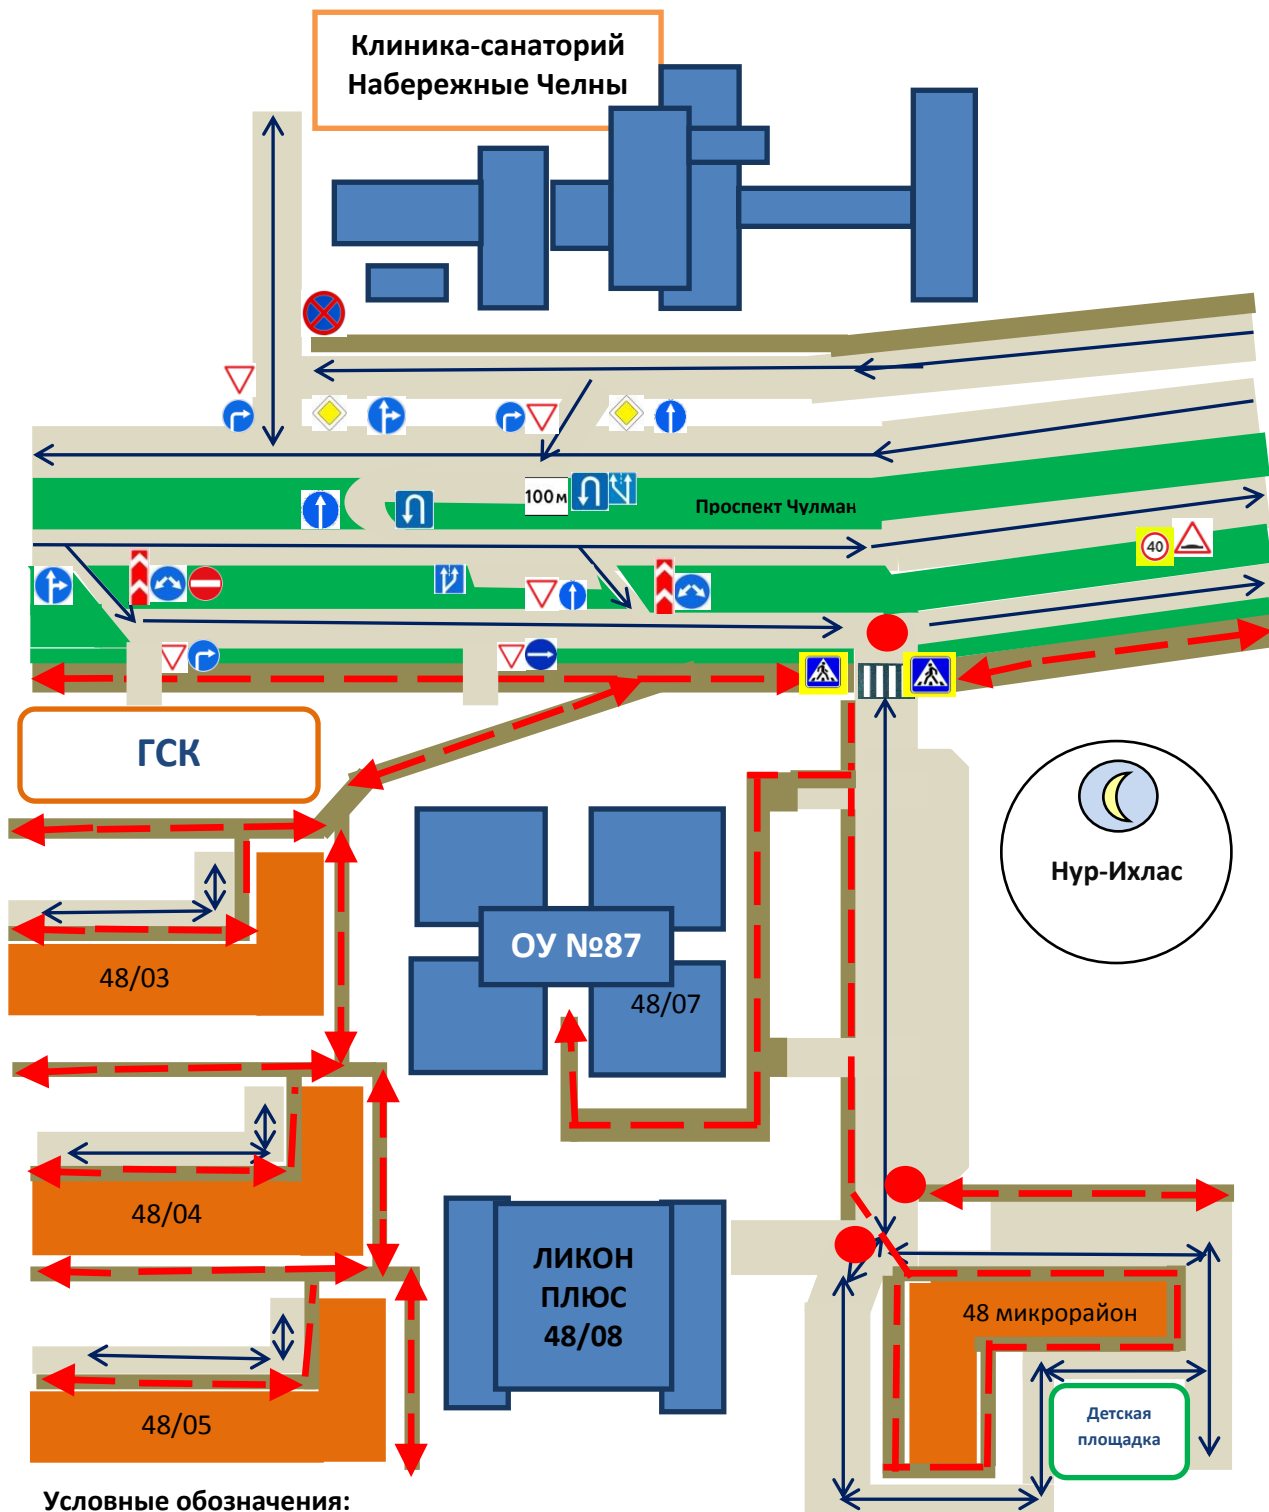 Клиника-санаторий
Набережные Челны
100 м
Проспект Чулман
40
ГСК
Нур-Ихлас
ОУ №87
48/07
48/03
48/04
ЛИКОН
ПЛЮС
48/08
48 микрорайон
48/05
Детская
площадка
Условные обозначения: